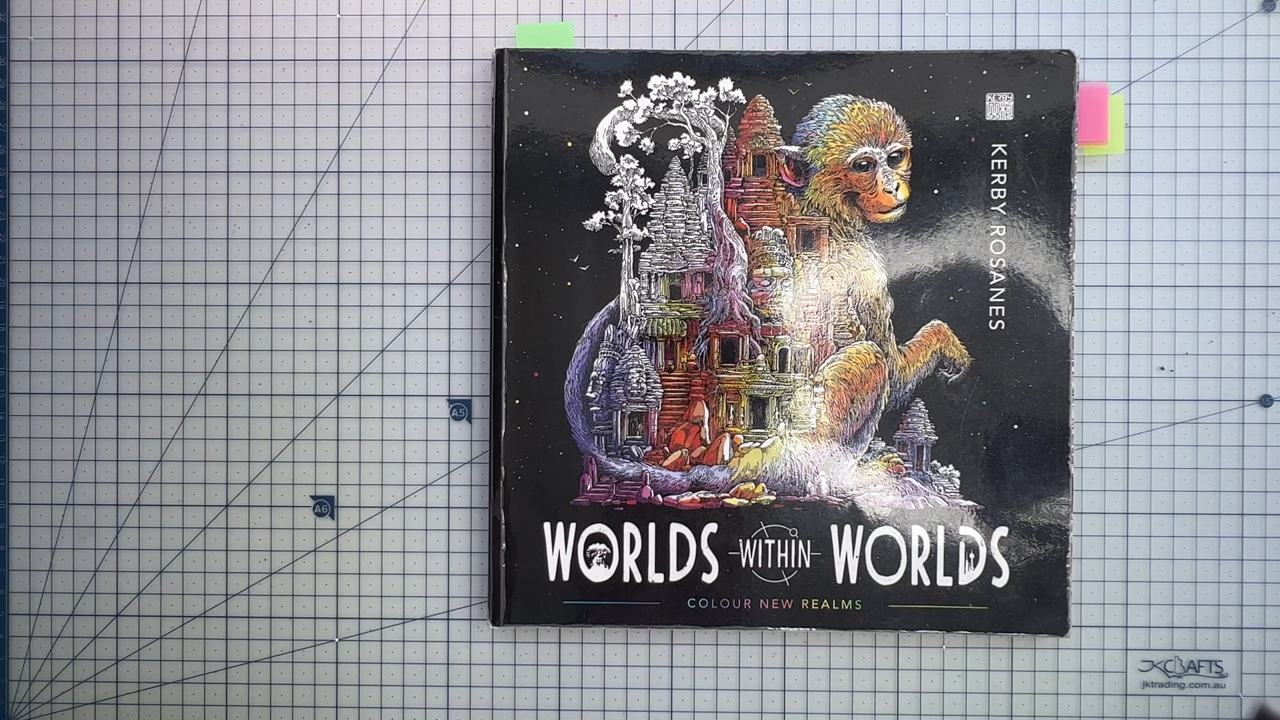 KERBY ROSANES
WORLDS WITHIN WORLDS
COLOUR NEW REALMS
A5
A6
JKCRAFTS
jktrading.com.au